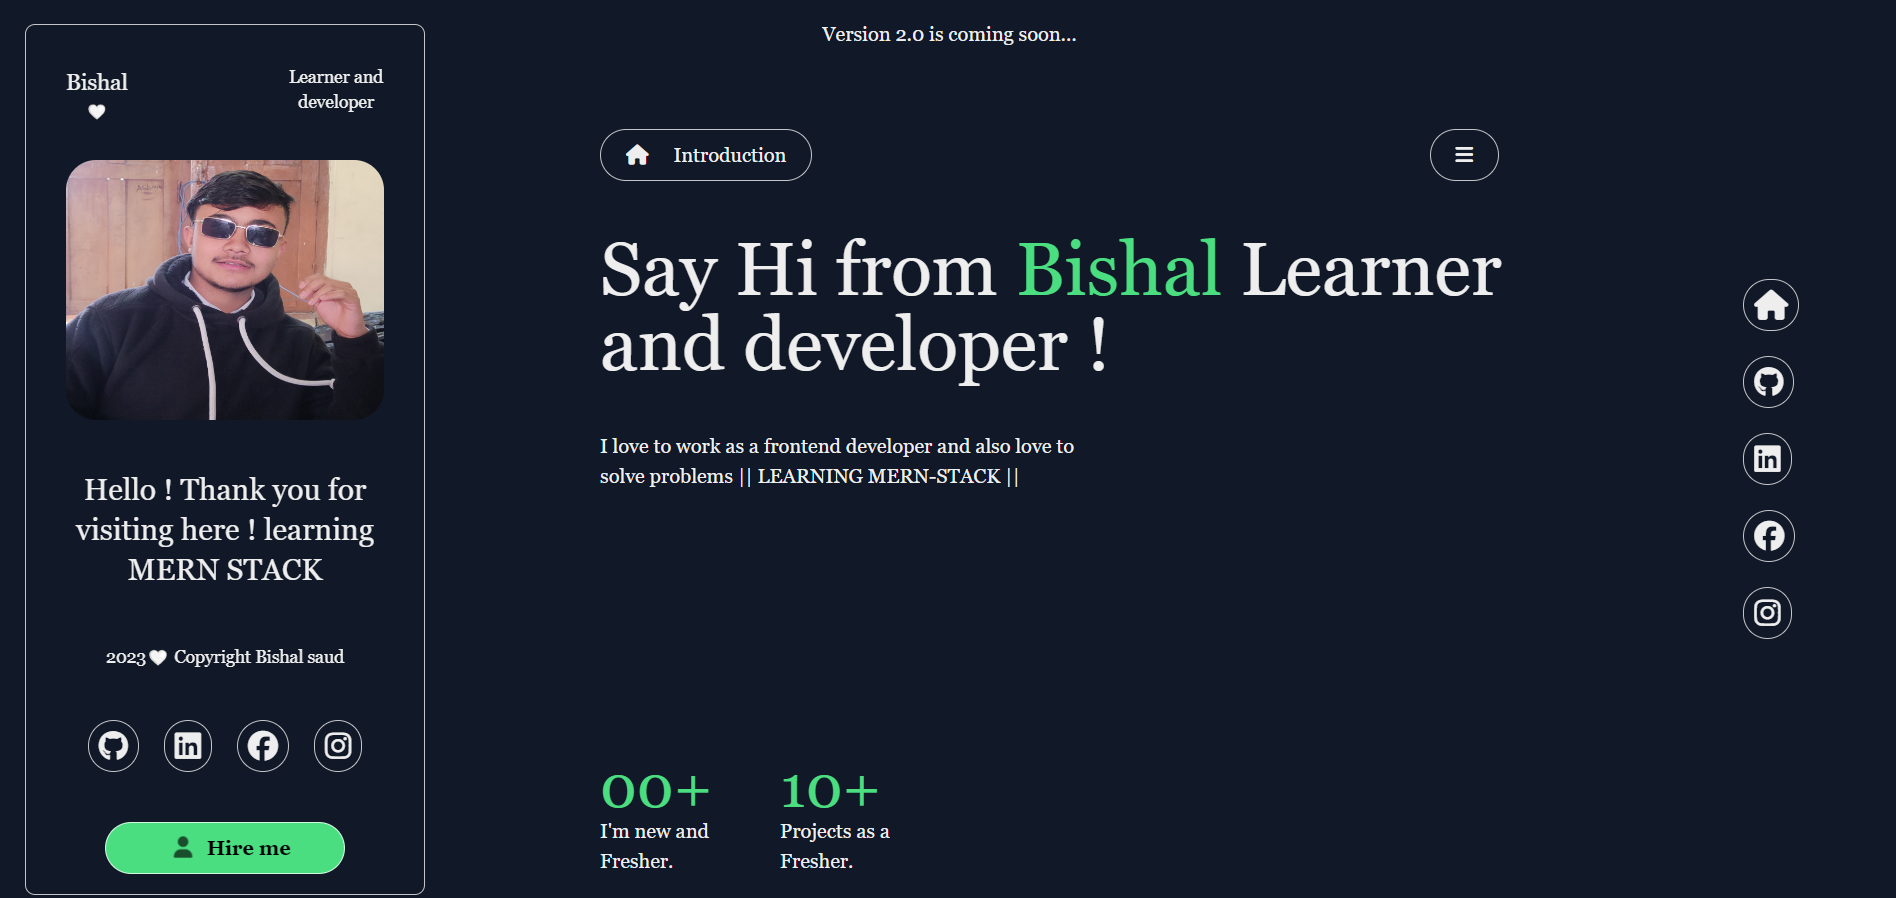 Version 2.0 is coming soon...
Bishal
Learner and
developer
Hello ! Thank you for
visiting here ! learning
MERN STACK
2023 Copyright Bishal saud
Hire me
Introduction
Say Hi from Bishal Learner
and developer !
I love to work as a frontend developer and also love to
solve problems || LEARNING MERN-STACK ||
00+
I'm new and
Fresher.
10+
Projects as a
Fresher.